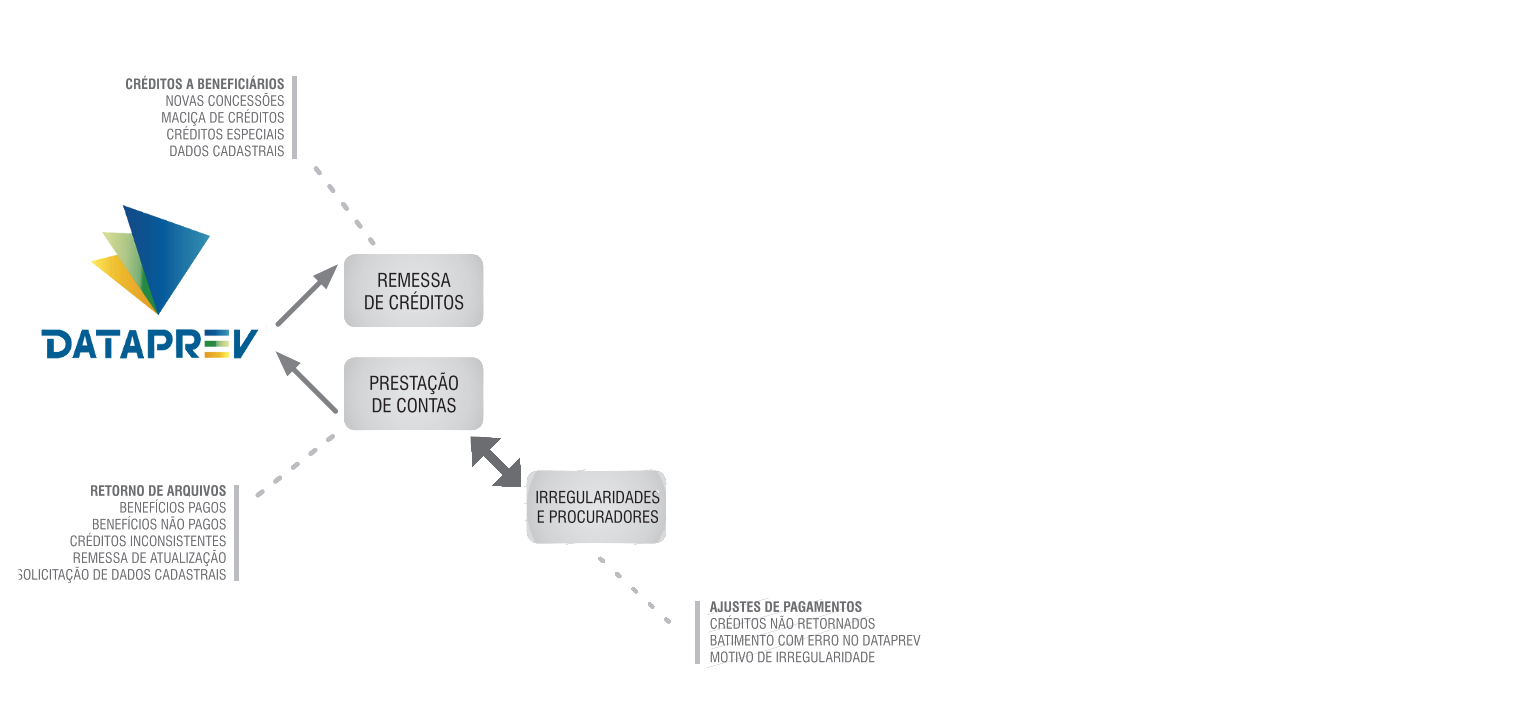 CRÉDITOS A BENEFICIÁRIOS
NOVAS CONCESSÕES
MACIÇA DE CRÉDITOS
CRÉDITOS ESPECIAIS
DADOS CADASTRAIS
DATAPREV
REMESSA
DE CRÉDITOS
PRESTAÇÃO
DE CONTAS
RETORNO DE ARQUIVOS
BENEFÍCIOS PAGOS
BENEFÍCIOS NÃO PAGOS
CRÉDITOS INCONSISTENTES
REMESSA DE ATUALIZAÇÃO
SOLICITAÇÃO DE DADOS CADASTRAIS
IRREGULARIDADES
E PROCURADORES
AJUSTES DE PAGAMENTOS
CRÉDITOS NÃO RETORNADOS
BATIMENTO COM ERRO NO DATAPREV
MOTIVO DE IRREGULARIDADE